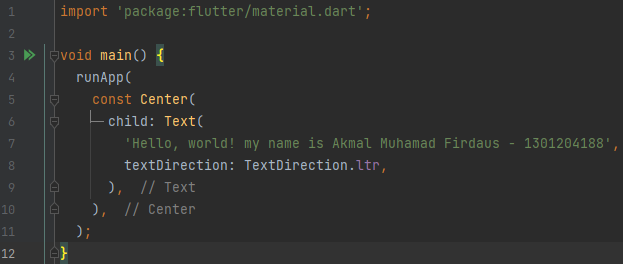 1 import 'package:flutter/material.dart';
2
3 void main() {
4 runApp(
5 const Center(
6 child: Text(
7 'Hello, world! my name is Akmal Muhamad Firdaus - 1301204188',
8 textDirection: TextDirection.ltr,
9 ), // Text
10 ), // Center
11 );
12 }